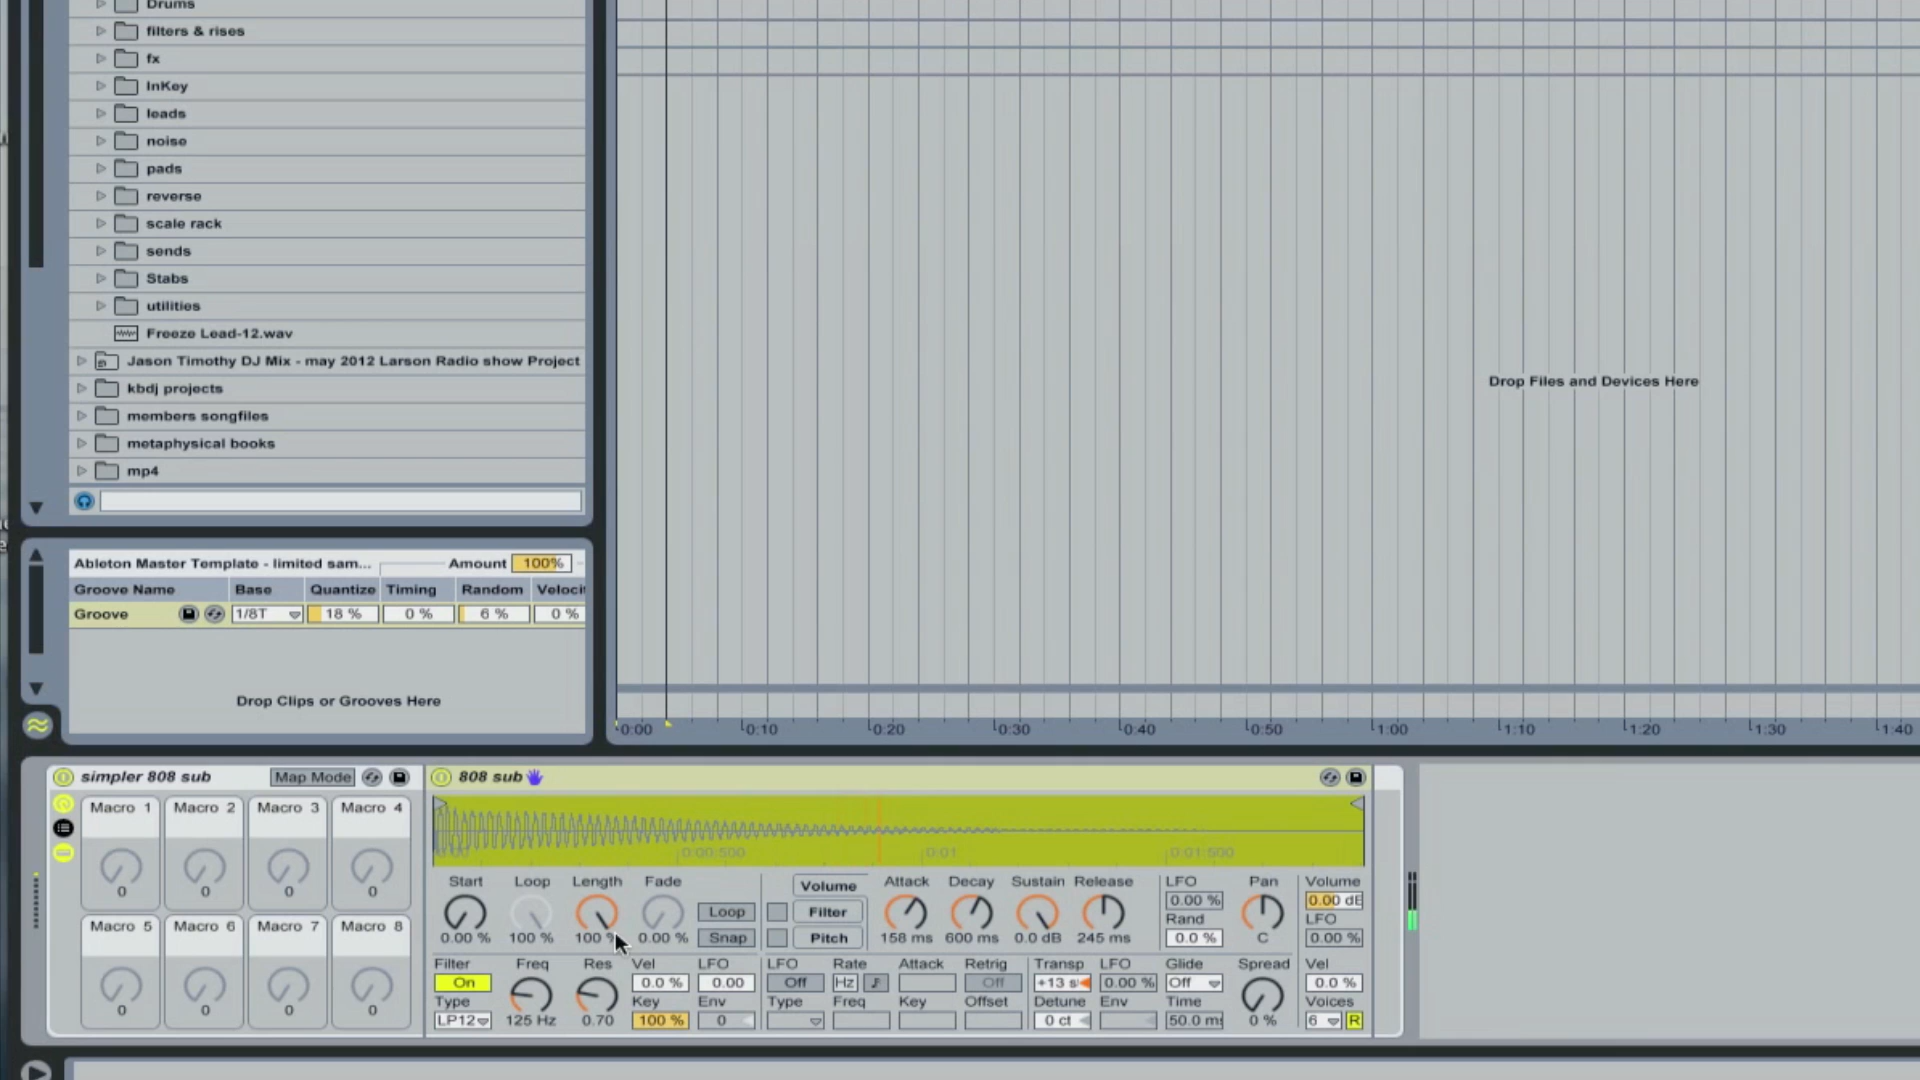 Drums
filters & rises
fx
InKey
leads
noise
pads
reverse
scale rack
sends
Stabs
utilities
Freeze Lead-12.wav
Jason Timothy DJ Mix - may 2012 Larson Radio show Project
kbdj projects
members songfiles
metaphysical books
mp4
Drop Files and Devices Here
Ableton Master Template - limited sam... Amount 100%
Groove Name Base Quantize Timing Random Veloci
Groove 1/8T 18 % 0 % 6 % 0 %
Drop Clips or Grooves Here
0:00 0:10 0:20 0:30 0:40 0:50 1:00 1:10 1:20 1:30 1:40
simpler 808 sub Map Mode
Macro 1 Macro 2 Macro 3 Macro 4
0 0 0 0
Macro 5 Macro 6 Macro 7 Macro 8
0 0 0 0
808 sub
0:00:500 0:01 0:01:500
Start Loop Length Fade Volume Attack Decay Sustain Release LFO Pan Volume
0.00 % 0.00 dE
Loop Filter Rand LFO
0.00 % 100 % 100 % 0.00 % Snap Pitch 158 ms 600 ms 0.0 dB 245 ms 0.0 % C 0.00 %
Filter Freq Res Vel LFO LFO Rate Attack Retrig Transp LFO Glide Spread Vel
On 0.0 % 0.00 Off Hz Off +13 s 0.00 % Off 0.0 %
Type Key Env Type Freq Key Offset Detune Env Time Voices
LP12 125 Hz 0.70 100 % 0 0 ct 50.0 ms 0 % 6 R